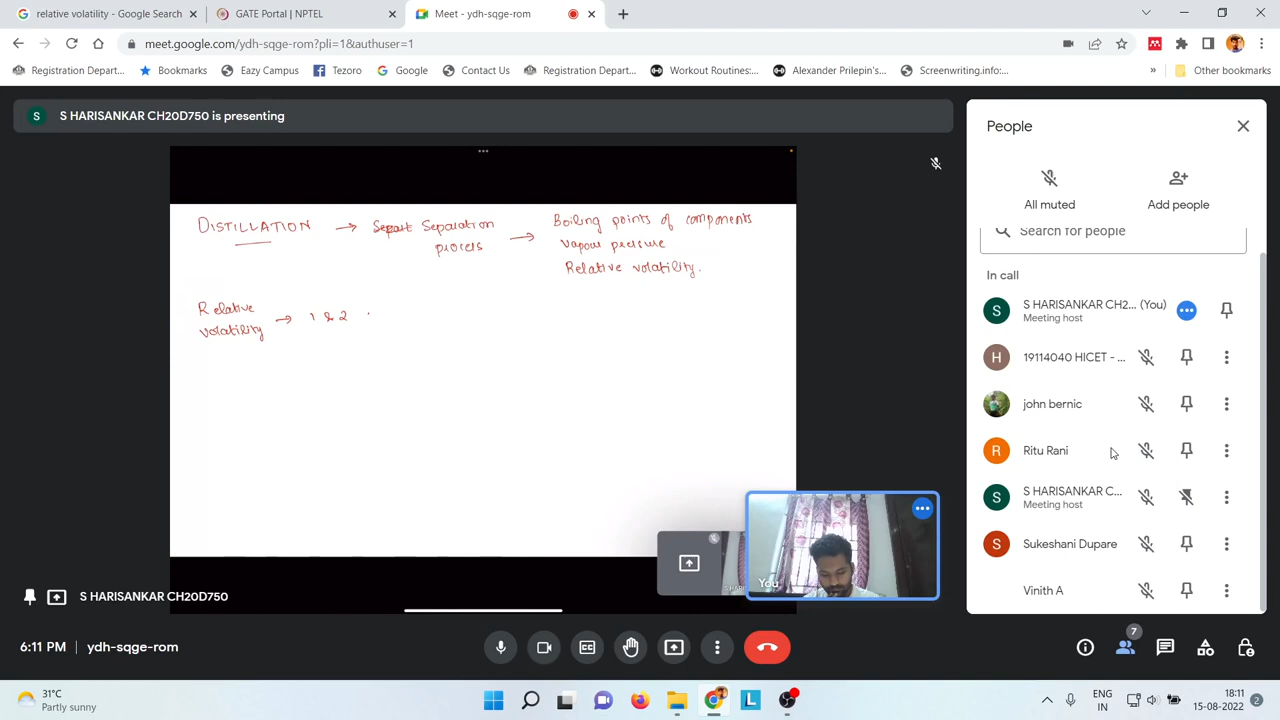 relative volatility - Google Search
GATE Portal | NPTEL
Meet - ydh-sqge-rom
meet.google.com/ydh-sqge-rom?pli=1&authuser=1
Registration Depart...
Bookmarks
Eazy Campus
Tezoro
Google
Contact Us
Registration Depart...
Workout Routines:...
Alexander Prilepin's...
Screenwriting.info:...
»
Other bookmarks
S S HARISANKAR CH20D750 is presenting
People
All muted
Add people
Search for people
In call
S S HARISANKAR CH2... (You)
Meeting host
H 19114040 HICET - ...
john bernic
R Ritu Rani
S S HARISANKAR C...
Meeting host
S Sukeshani Dupare
Vinith A
DISTILLATION → Separt Separation process → Boiling points of components
Vapour pressure
Relative volatility.
Relative
volatility → 1 & 2
You
S HARISANKAR CH20D750
6:11 PM | ydh-sqge-rom
7
31°C
Partly sunny
ENG
IN
18:11
15-08-2022
2